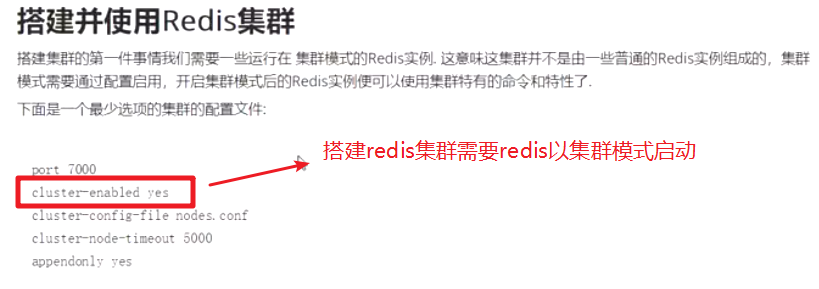 搭建并使用Redis集群
搭建集群的第一件事情我们需要一些运行在 集群模式的Redis实例. 这意味这集群并不是由一些普通的Redis实例组成的，集群
模式需要通过配置启用，开启集群模式后的Redis实例便可以使用集群特有的命令和特性了.
下面是一个最少选项的集群的配置文件:
搭建redis集群需要redis以集群模式启动
port 7000
cluster-enabled yes
cluster-config-file nodes.conf
cluster-node-timeout 5000
appendonly yes